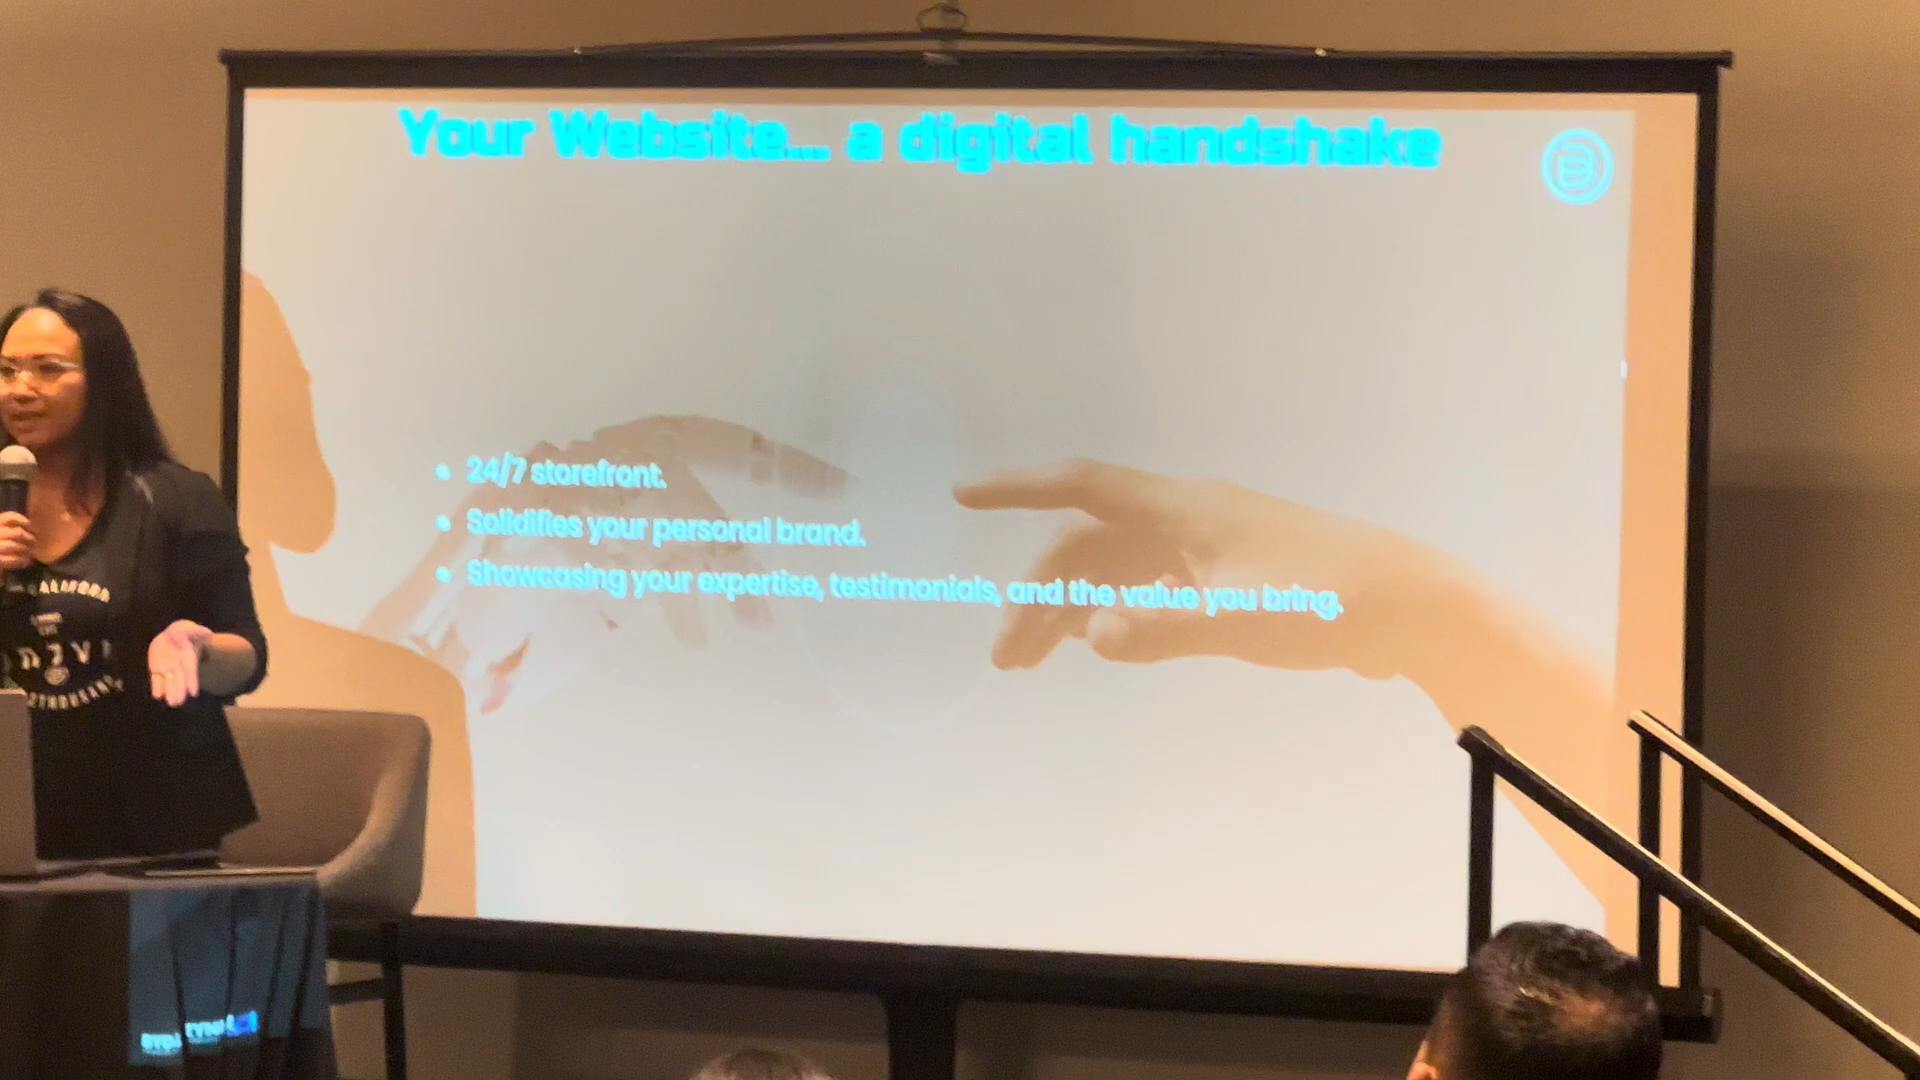 Your Website.... a digital handshake
B
• 24/7 storefront.
• Solidifies your personal brand.
• Showcasing your expertise, testimonials, and the value you bring.